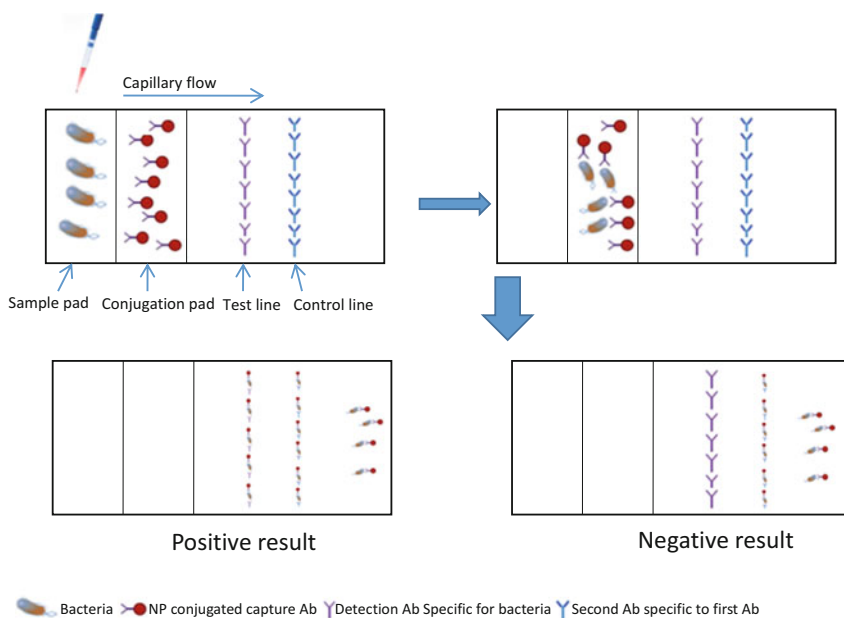 Capillary flow
Sample pad
Conjugation pad
Test line
Control line
Positive result
Negative result
Bacteria
NP conjugated capture Ab
Detection Ab Specific for bacteria
Second Ab specific to first Ab